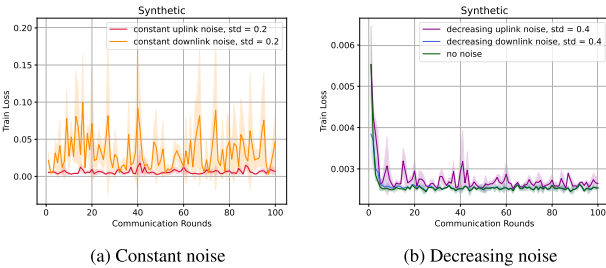 Synthetic
constant uplink noise, std = 0.2
constant downlink noise, std = 0.2
Train Loss
0.20
0.15
0.10
0.05
0.00
0
20
40
60
80
100
Communication Rounds
(a) Constant noise
Synthetic
decreasing uplink noise, std = 0.4
decreasing downlink noise, std = 0.4
no noise
Train Loss
0.006
0.005
0.004
0.003
0
20
40
60
80
100
Communication Rounds
(b) Decreasing noise